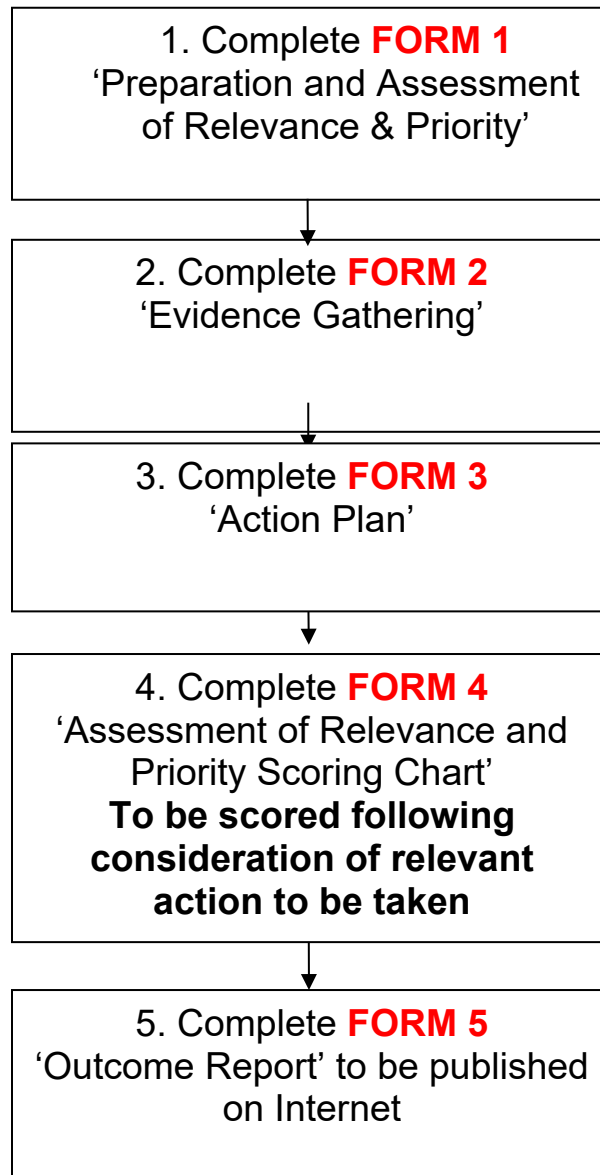 1. Complete FORM 1
‘Preparation and Assessment
of Relevance & Priority’
2. Complete FORM 2
‘Evidence Gathering’
3. Complete FORM 3
‘Action Plan’
4. Complete FORM 4
‘Assessment of Relevance and
Priority Scoring Chart’
To be scored following
consideration of relevant
action to be taken
5. Complete FORM 5
‘Outcome Report’ to be published
on Internet